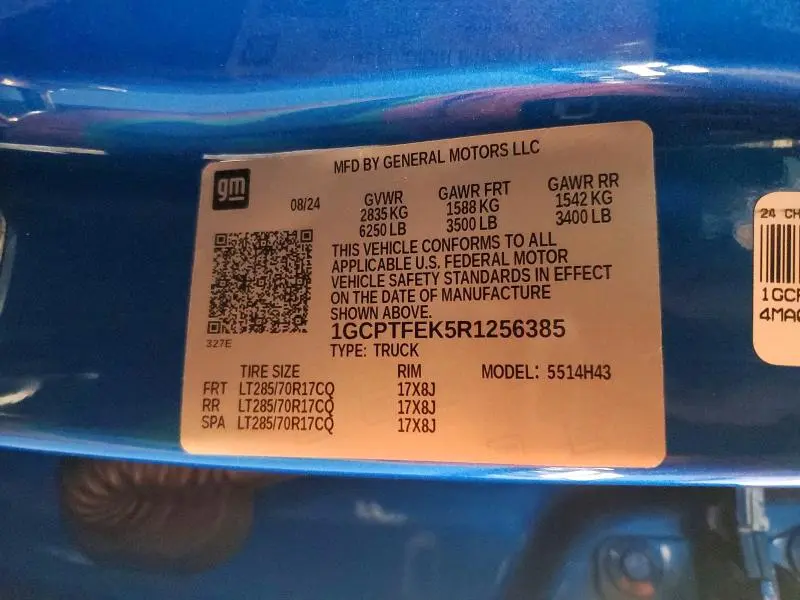 MFD BY GENERAL MOTORS LLC
gm
08/24
GVWR GAWR FRT GAWR RR
2835 KG 1588 KG 1542 KG
6250 LB 3500 LB 3400 LB
THIS VEHICLE CONFORMS TO ALL
APPLICABLE U.S. FEDERAL MOTOR
VEHICLE SAFETY STANDARDS IN EFFECT
ON THE DATE OF MANUFACTURE
SHOWN ABOVE.
327E
1GCPTFEK5R1256385
TYPE: TRUCK
TIRE SIZE RIM MODEL: 5514H43
FRT LT285/70R17CQ 17X8J
RR LT285/70R17CQ 17X8J
SPA LT285/70R17CQ 17X8J
24 CH
1GCP